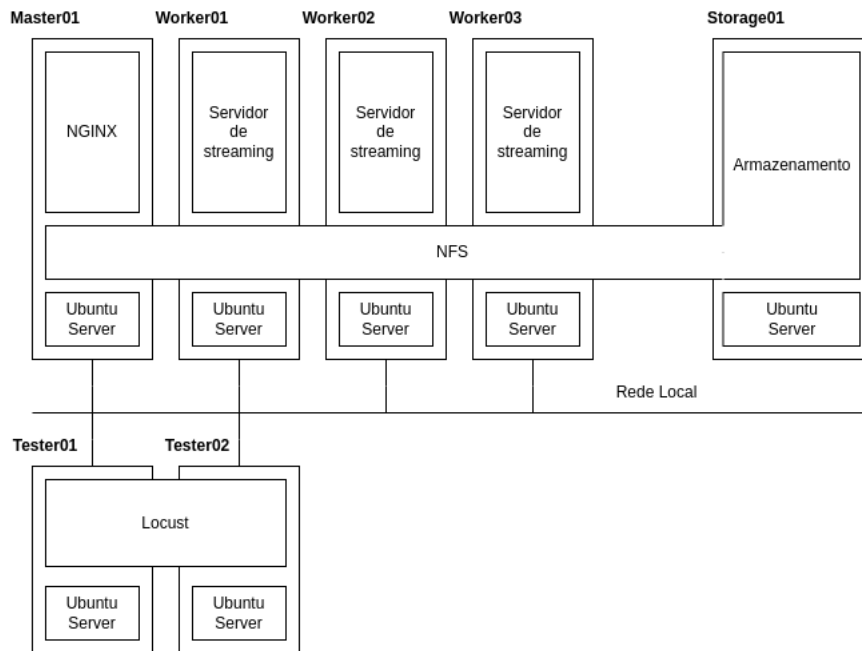 Master01
Worker01
Worker02
Worker03
Storage01
NGINX
Servidor
de
streaming
Servidor
de
streaming
Servidor
de
streaming
Armazenamento
NFS
Ubuntu
Server
Ubuntu
Server
Ubuntu
Server
Ubuntu
Server
Ubuntu
Server
Rede Local
Tester01
Tester02
Locust
Ubuntu
Server
Ubuntu
Server